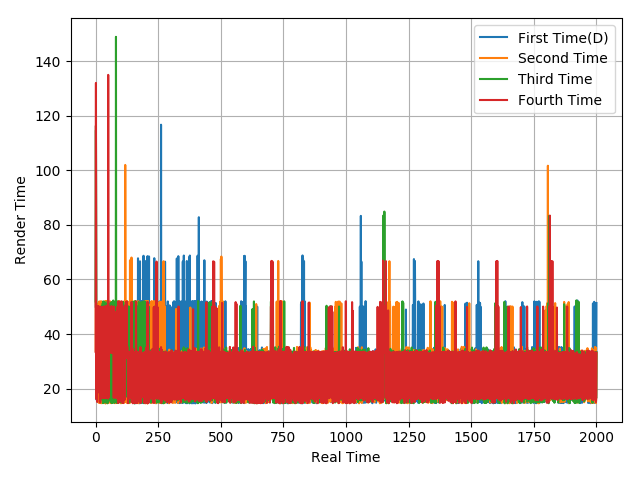 First Time(D)
Second Time
Third Time
Fourth Time
140
120
100
80
60
40
20
Render Time
0
250
500
750
1000
1250
1500
1750
2000
Real Time